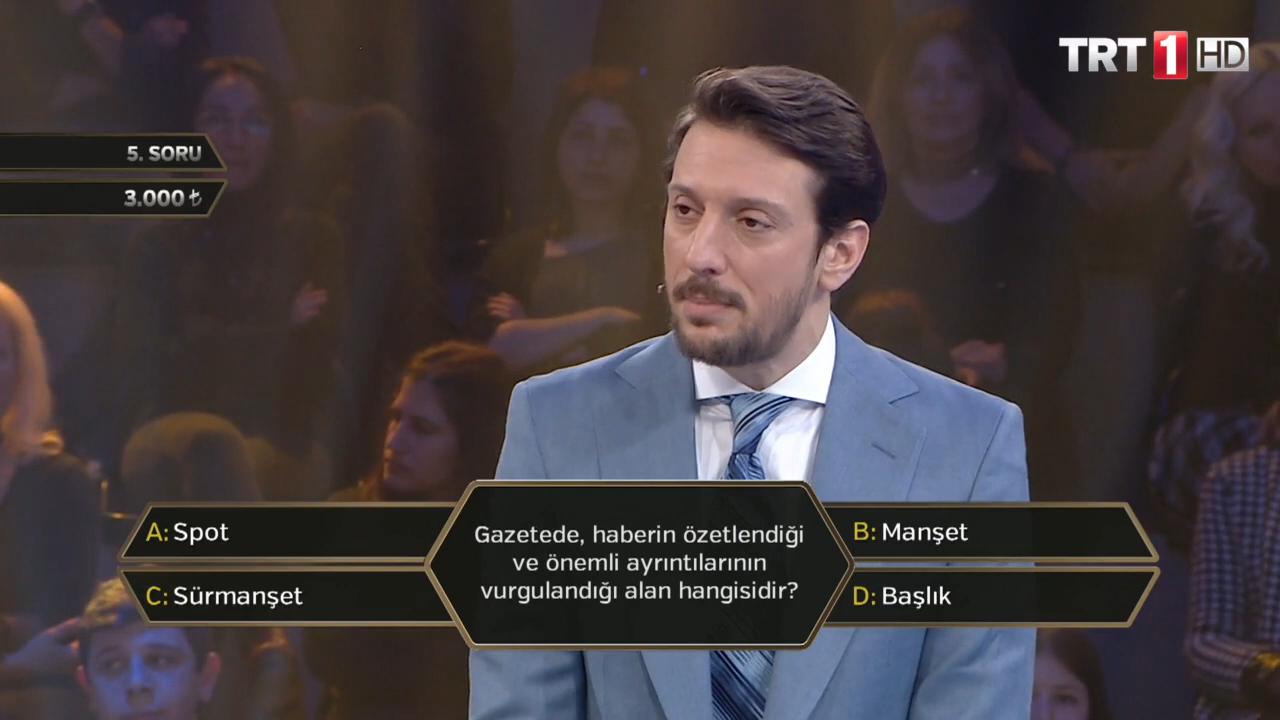 TRT 1 HD
5. SORU
3.000 ₺
Gazetede, haberin özetlendiği
ve önemli ayrıntılarının
vurgulandığı alan hangisidir?
A: Spot
B: Manşet
C: Sürmanşet
D: Başlık